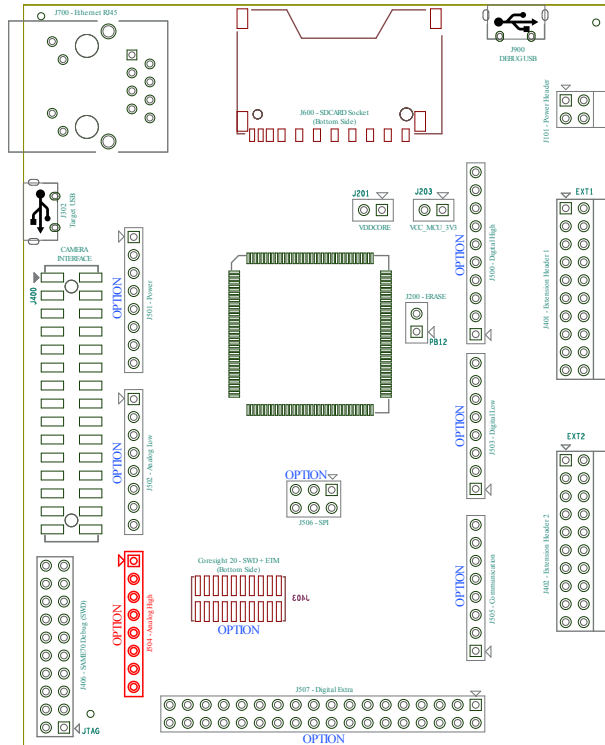 J700 - Ethernet RJ45
J600 - SDCARD Socket
(Bottom Side)
J900
DEBUG USB
J101 - Power Header
J302
Target USB
J201
VDDCORE
J203
VCC_MCU_3V3
J500 - Digital High
OPTION
EXT1
J401 - Extension Header 1
CAMERA
INTERFACE
J400
OPTION
J501 - Power
J200 - ERASE
PB12
OPTION
J502 - Analog Low
OPTION
J503 - Digital Low
EXT2
J402 - Extension Header 2
OPTION
J506 - SPI
J406 - SAME70 Debug (SWD)
JTAG
OPTION
J504 - Analog High
Coresight 20 - SWD + ETM
(Bottom Side)
J403
OPTION
OPTION
J505 - Communication
J507 - Digital Extra
OPTION